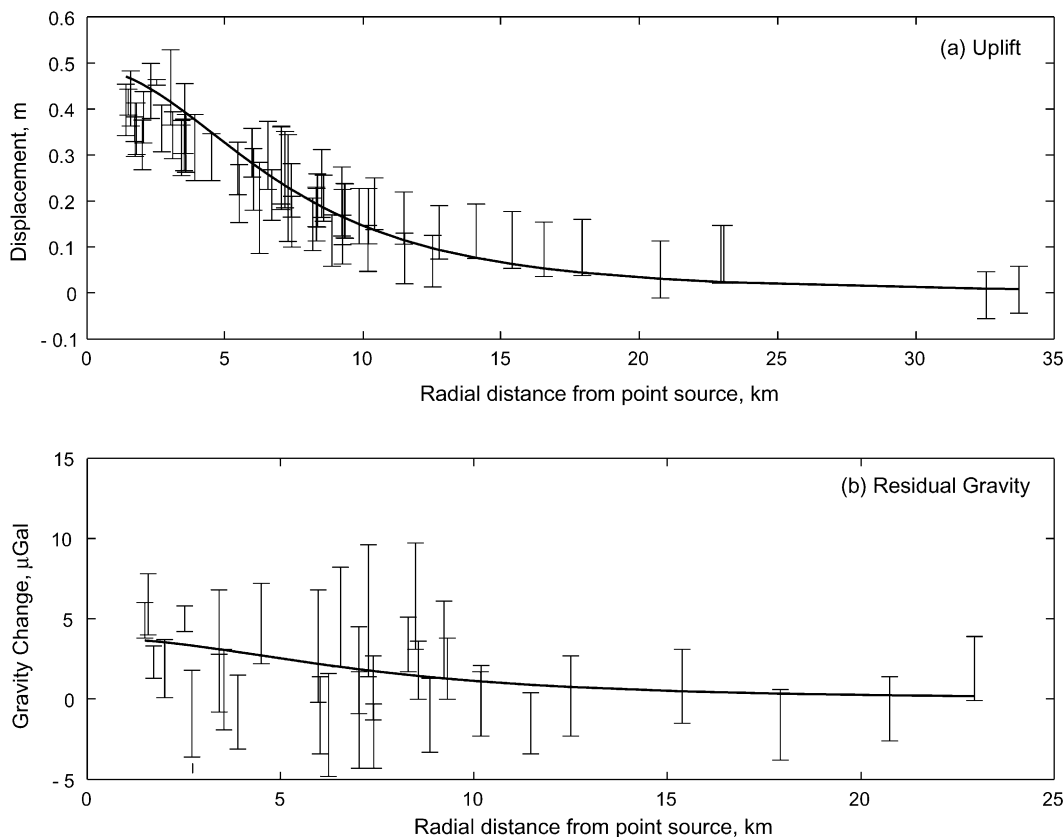 0.6
(a) Uplift
0.5
0.4
0.3
0.2
0.1
0
- 0.1
Displacement, m
0 5 10 15 20 25 30 35
Radial distance from point source, km
15
(b) Residual Gravity
10
5
0
- 5
Gravity Change, μGal
0 5 10 15 20 25
Radial distance from point source, km